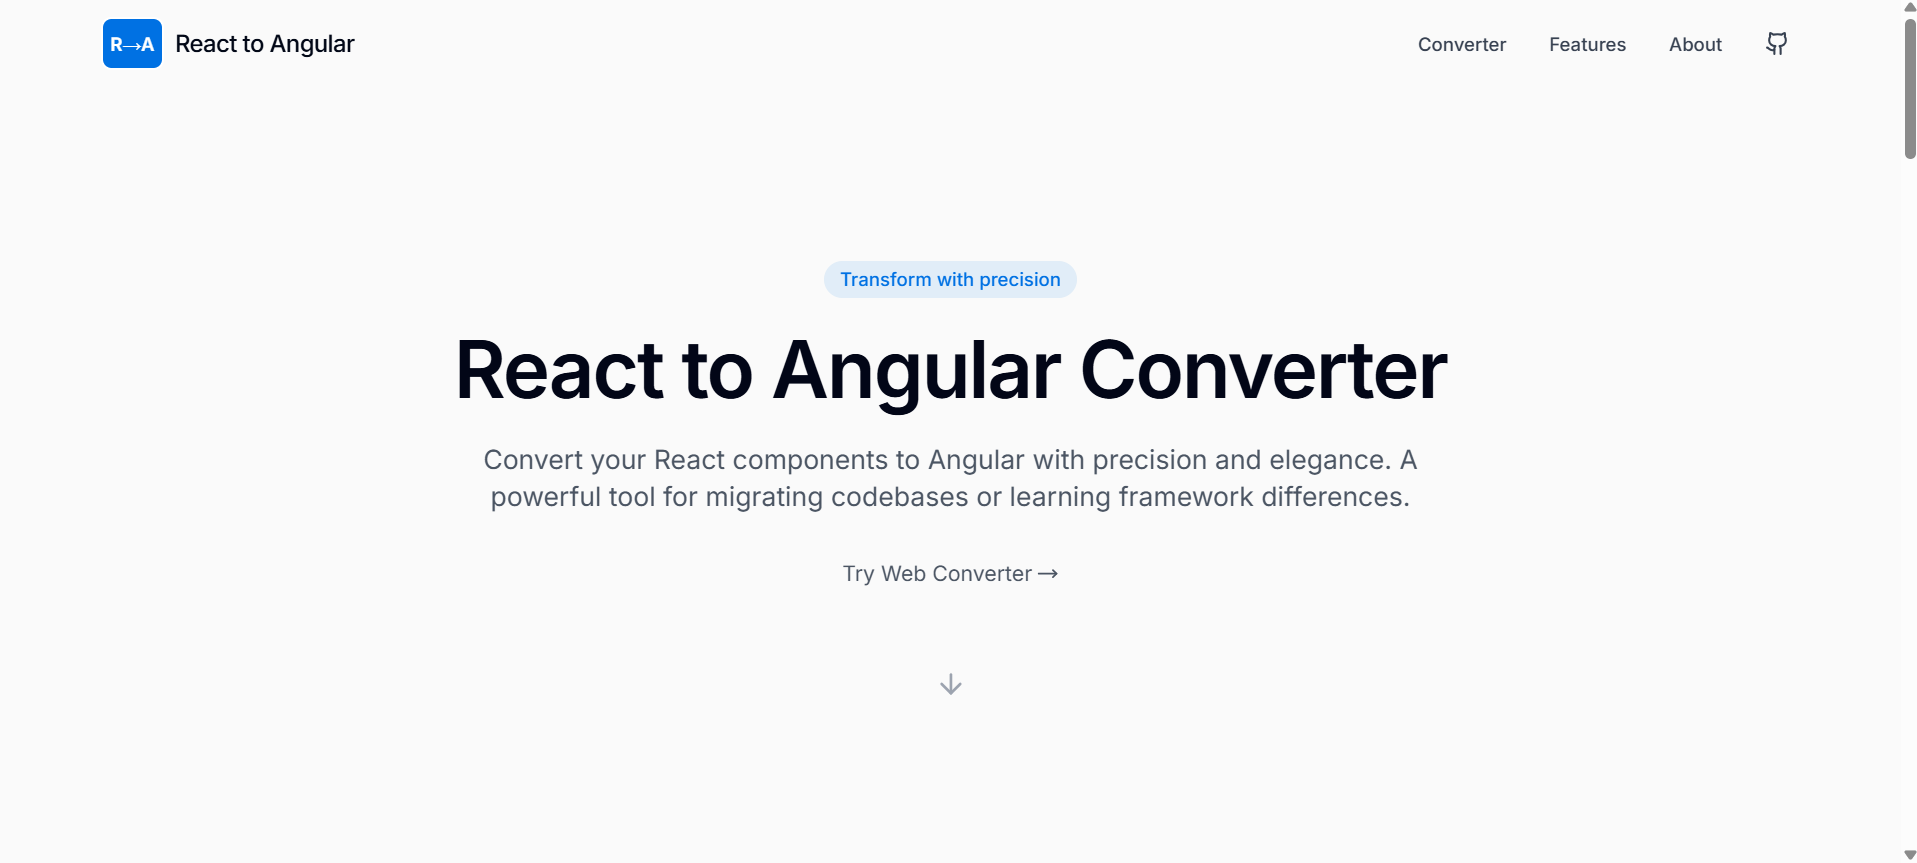 R→A React to Angular
Converter Features About
Transform with precision
React to Angular Converter
Convert your React components to Angular with precision and elegance. A
powerful tool for migrating codebases or learning framework differences.
Try Web Converter →